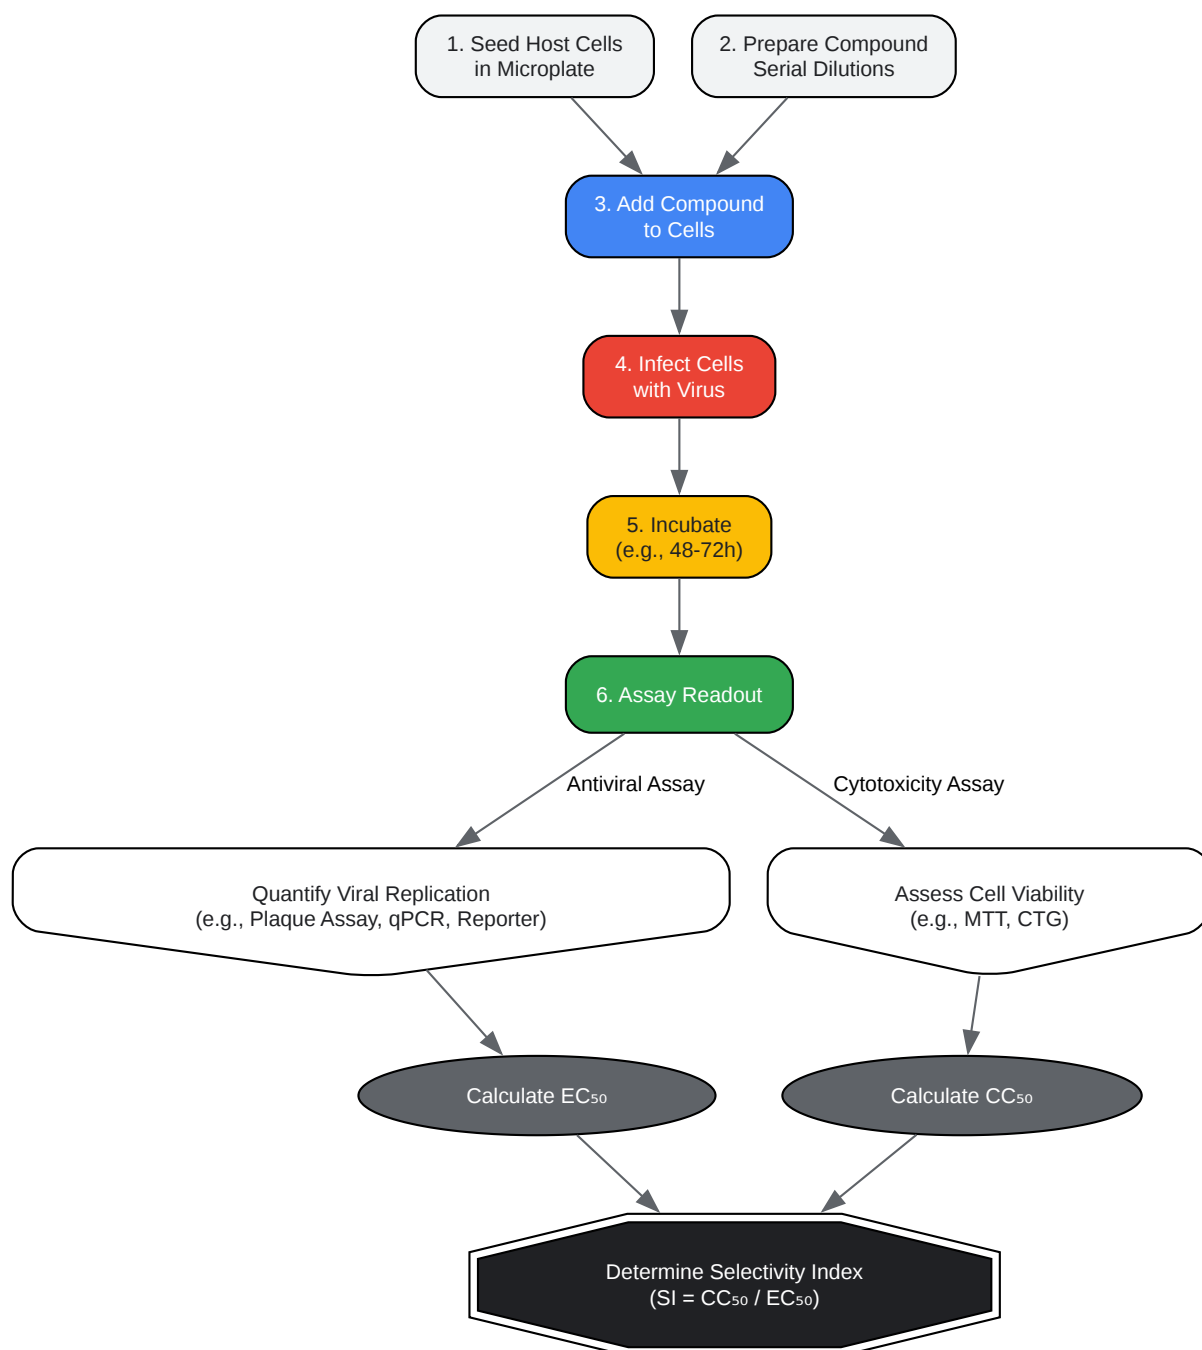 1. Seed Host Cells
in Microplate
2. Prepare Compound
Serial Dilutions
3. Add Compound
to Cells
4. Infect Cells
with Virus
5. Incubate
(e.g., 48-72h)
6. Assay Readout
Antiviral Assay
Cytotoxicity Assay
Quantify Viral Replication
(e.g., Plaque Assay, qPCR, Reporter)
Assess Cell Viability
(e.g., MTT, CTG)
Calculate EC₅₀
Calculate CC₅₀
Determine Selectivity Index
(SI = CC₅₀ / EC₅₀)